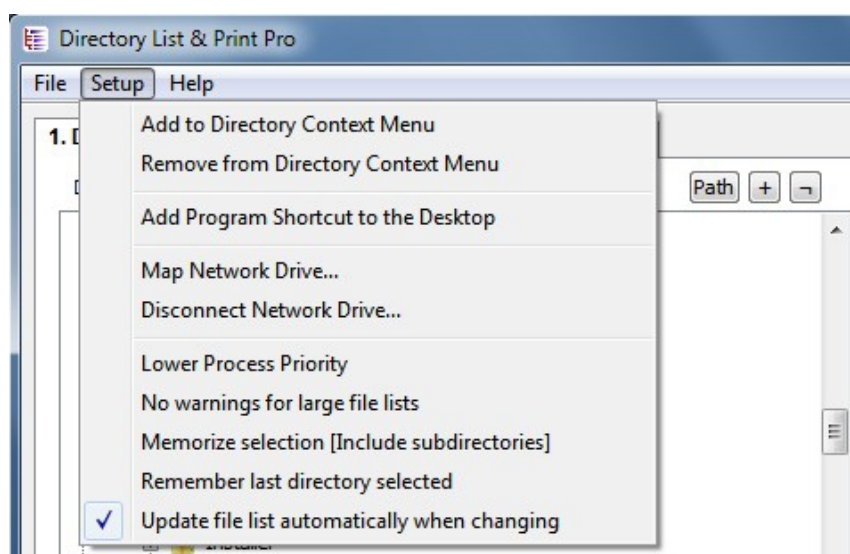 Directory List & Print Pro
File Setup Help
1. D
Add to Directory Context Menu
Remove from Directory Context Menu
Path + ¬
Add Program Shortcut to the Desktop
Map Network Drive...
Disconnect Network Drive...
Lower Process Priority
No warnings for large file lists
Memorize selection [Include subdirectories]
Remember last directory selected
Update file list automatically when changing